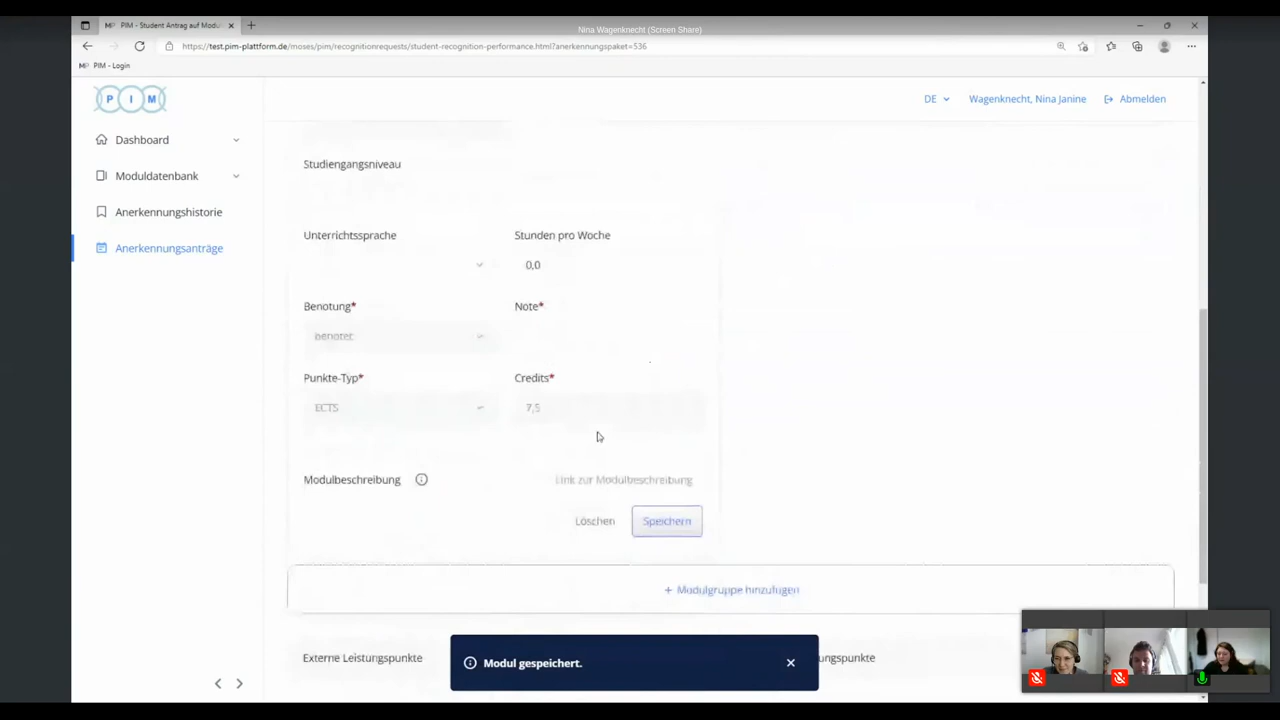 Nina Wagenknecht (Screen Share)
PIM - Student Antrag auf Modu
https://test.pim-plattform.de/moses/pim/recognitionrequests/student-recognition-performance.html?anerkennungspaket=536
PIM - Login
P I M
DE
Wagenknecht, Nina Janine
Abmelden
Dashboard
Moduldatenbank
Anerkennungshistorie
Anerkennungsanträge
Studiengangsniveau
Unterrichtssprache
Stunden pro Woche
0,0
Benotung*
Note*
benotet
Punkte-Typ*
Credits*
ECTS
7,5
Modulbeschreibung
Link zur Modulbeschreibung
Löschen
Speichern
+ Modulgruppe hinzufügen
Externe Leistungspunkte
ungspunkte
Modul gespeichert.